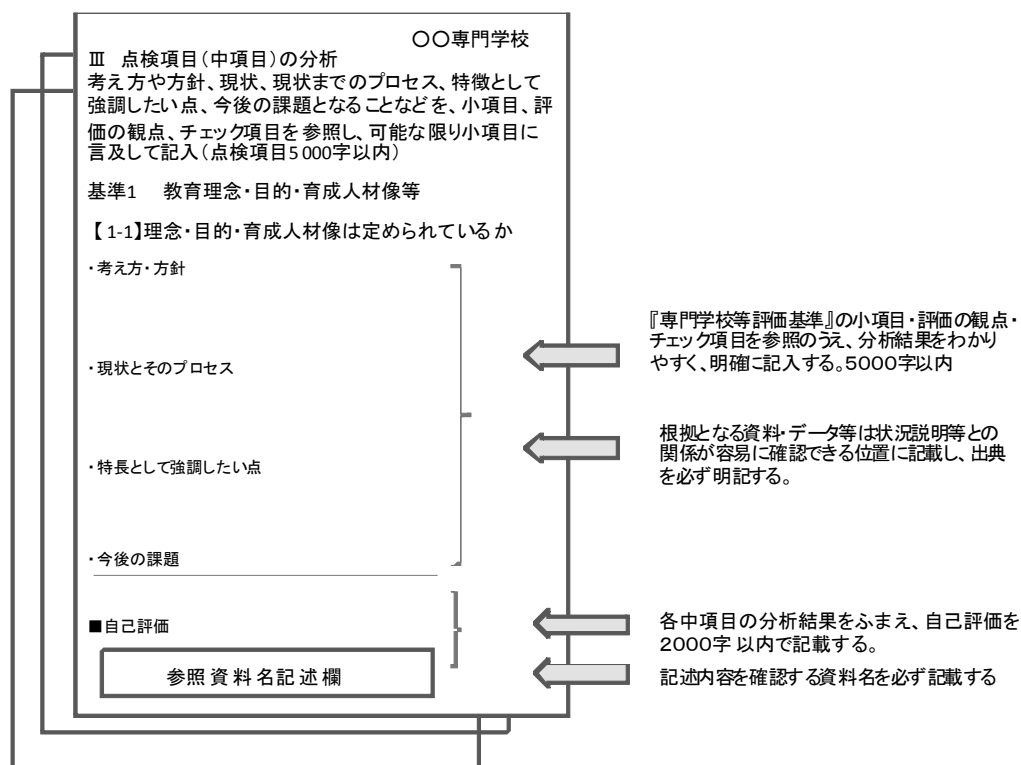 〇〇専門学校
Ⅲ 点検項目(中項目)の分析
考え方や方針、現状、現状までのプロセス、特徴として
強調したい点、今後の課題となることなどを、小項目、評
価の観点、チェック項目を参照し、可能な限り小項目に
言及して記入(点検項目5000字以内)
基準1 教育理念・目的・育成人材像等
【1-1】理念・目的・育成人材像は定められているか
・考え方・方針
・現状とそのプロセス
・特長として強調したい点
・今後の課題
■自己評価
参照資料名記述欄
『専門学校等評価基準』の小項目・評価の観点・
チェック項目を参照のうえ、分析結果をわかり
やすく、明確に記入する。5000字以内
根拠となる資料・データ等は状況説明等との
関係が容易に確認できる位置に記載し、出典
を必ず明記する。
各中項目の分析結果をふまえ、自己評価を
2000字以内で記載する。
記述内容を確認する資料名を必ず記載する